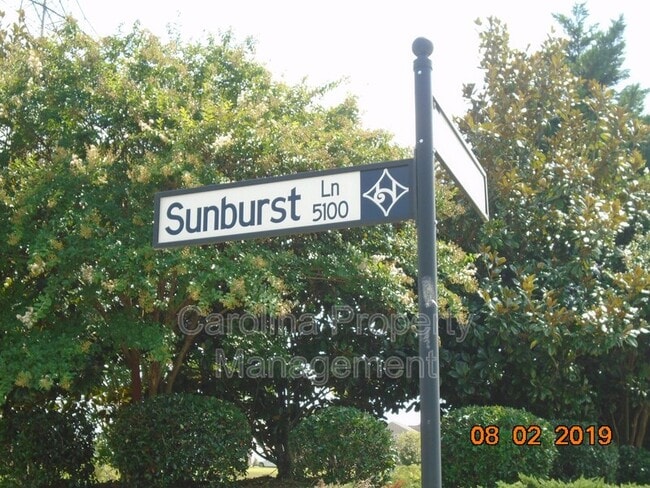 Sunburst Ln
5100
Carolina Property
Management
08 02 2019